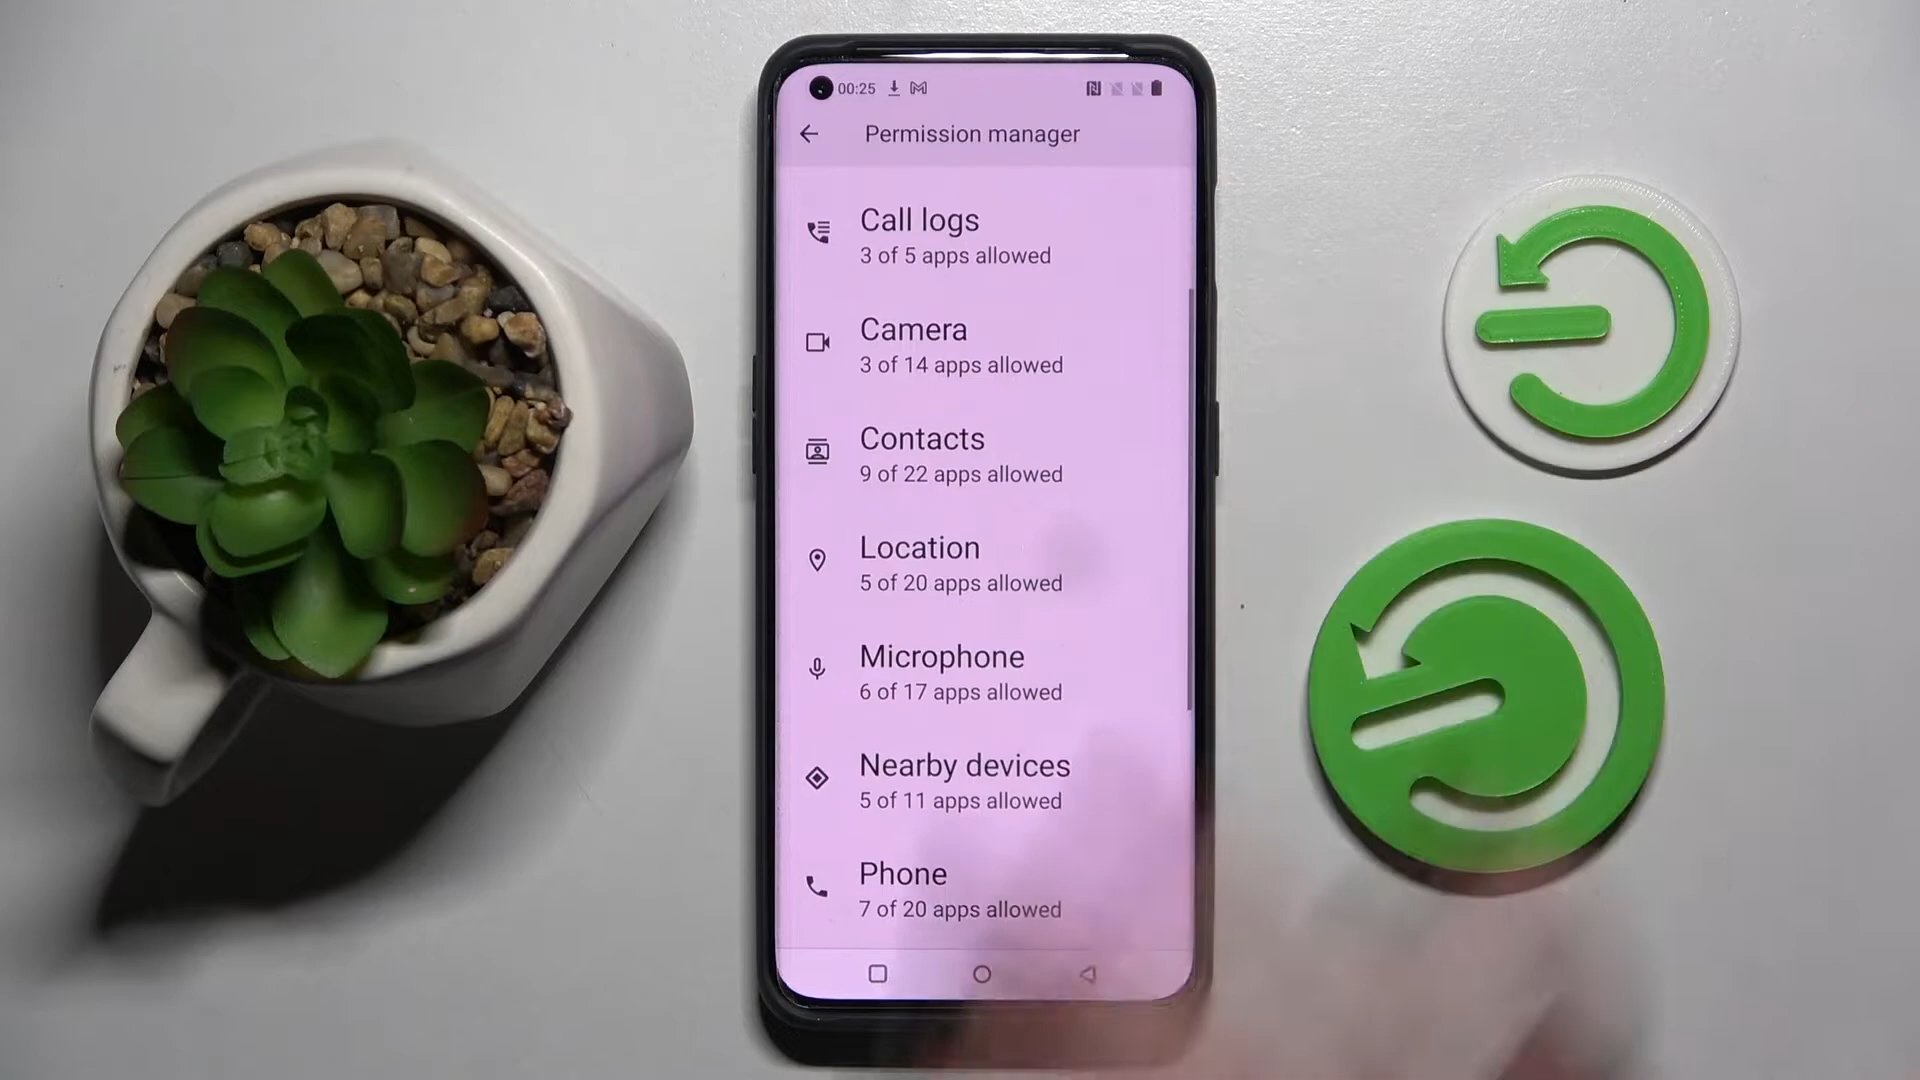 00:25
Permission manager
Call logs
3 of 5 apps allowed
Camera
3 of 14 apps allowed
Contacts
9 of 22 apps allowed
Location
5 of 20 apps allowed
Microphone
6 of 17 apps allowed
Nearby devices
5 of 11 apps allowed
Phone
7 of 20 apps allowed